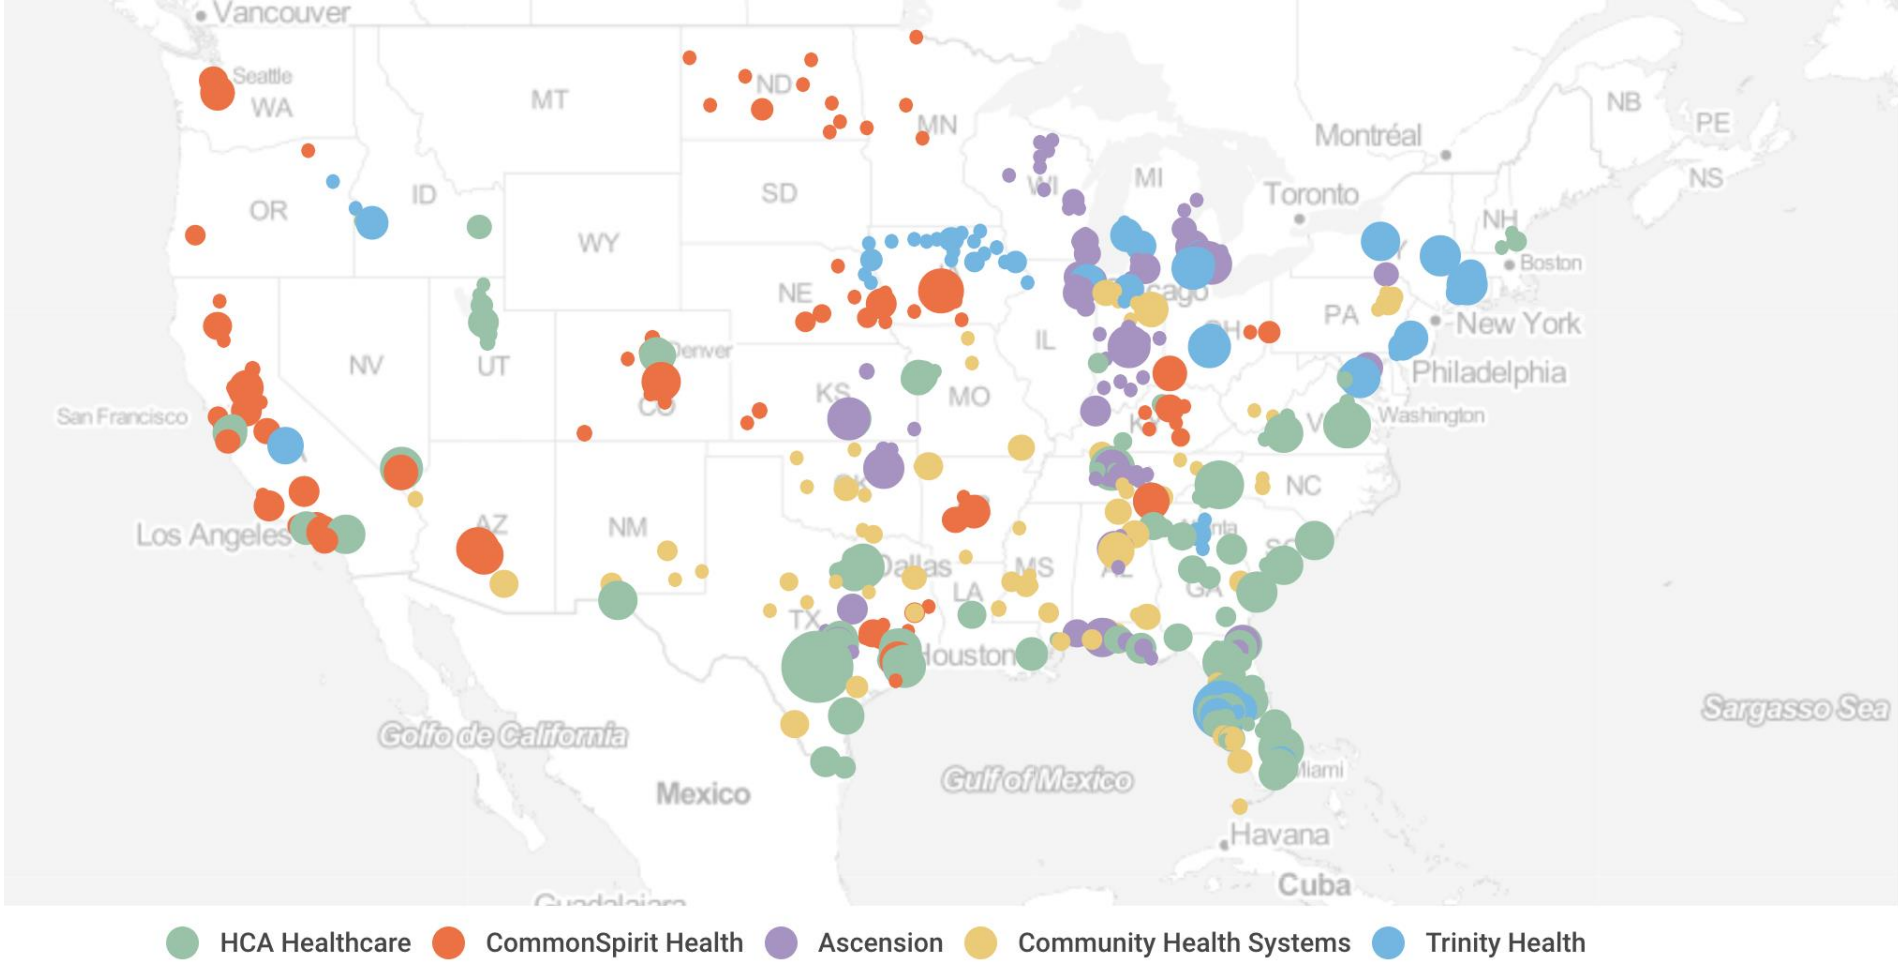 Vancouver
Seattle
WA
MT
ND
MN
NB
PE
Montréal
NS
OR
ID
SD
WI
MI
Toronto
NH
WY
Boston
NE
PA
New York
IL
NV
UT
Denver
CO
KS
MO
Philadelphia
San Francisco
Washington
Los Angeles
AZ
NM
NC
Dallas
MS
AL
LA
GA
TX
Houston
Golfo de California
Sargasso Sea
Mexico
Gulf of Mexico
Miami
Havana
Cuba
Guadalajara
HCA Healthcare CommonSpirit Health Ascension Community Health Systems Trinity Health